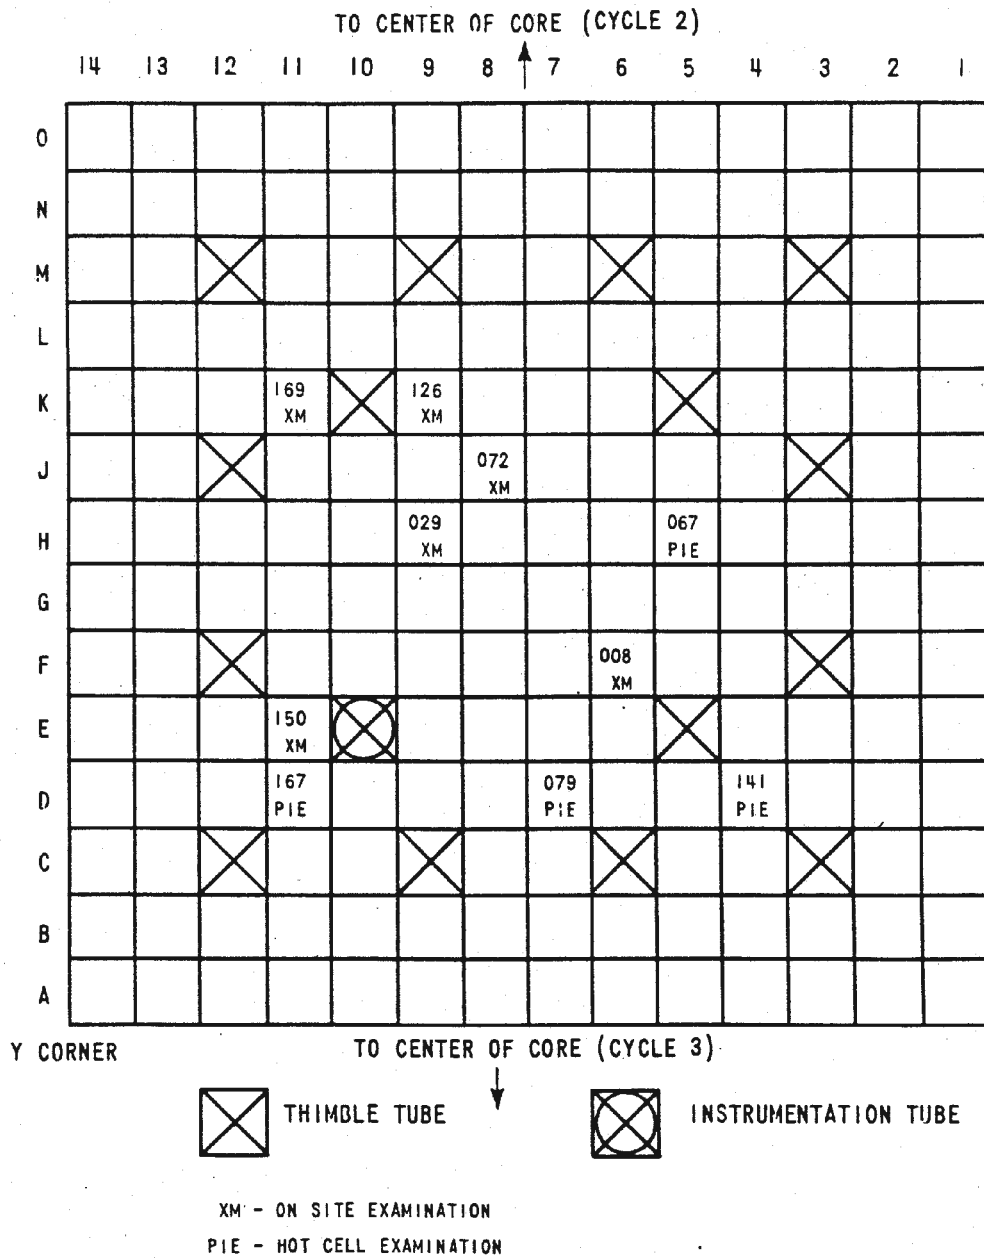 TO CENTER OF CORE (CYCLE 2)
14 13 12 11 10 9 8 7 6 5 4 3 2 1
O
N
M
L
K 169 126
XM XM
J 072
XM
H 029 067
XM PIE
G
F 008
XM
E 150
XM
D 167 079 141
PIE PIE PIE
C
B
A
Y CORNER TO CENTER OF CORE (CYCLE 3)
THIMBLE TUBE INSTRUMENTATION TUBE
XM - ON SITE EXAMINATION
PIE - HOT CELL EXAMINATION